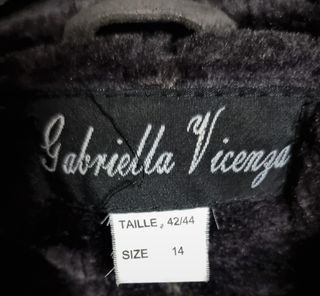 Gabriella Vicenza
TAILLE, 42/44
SIZE 14